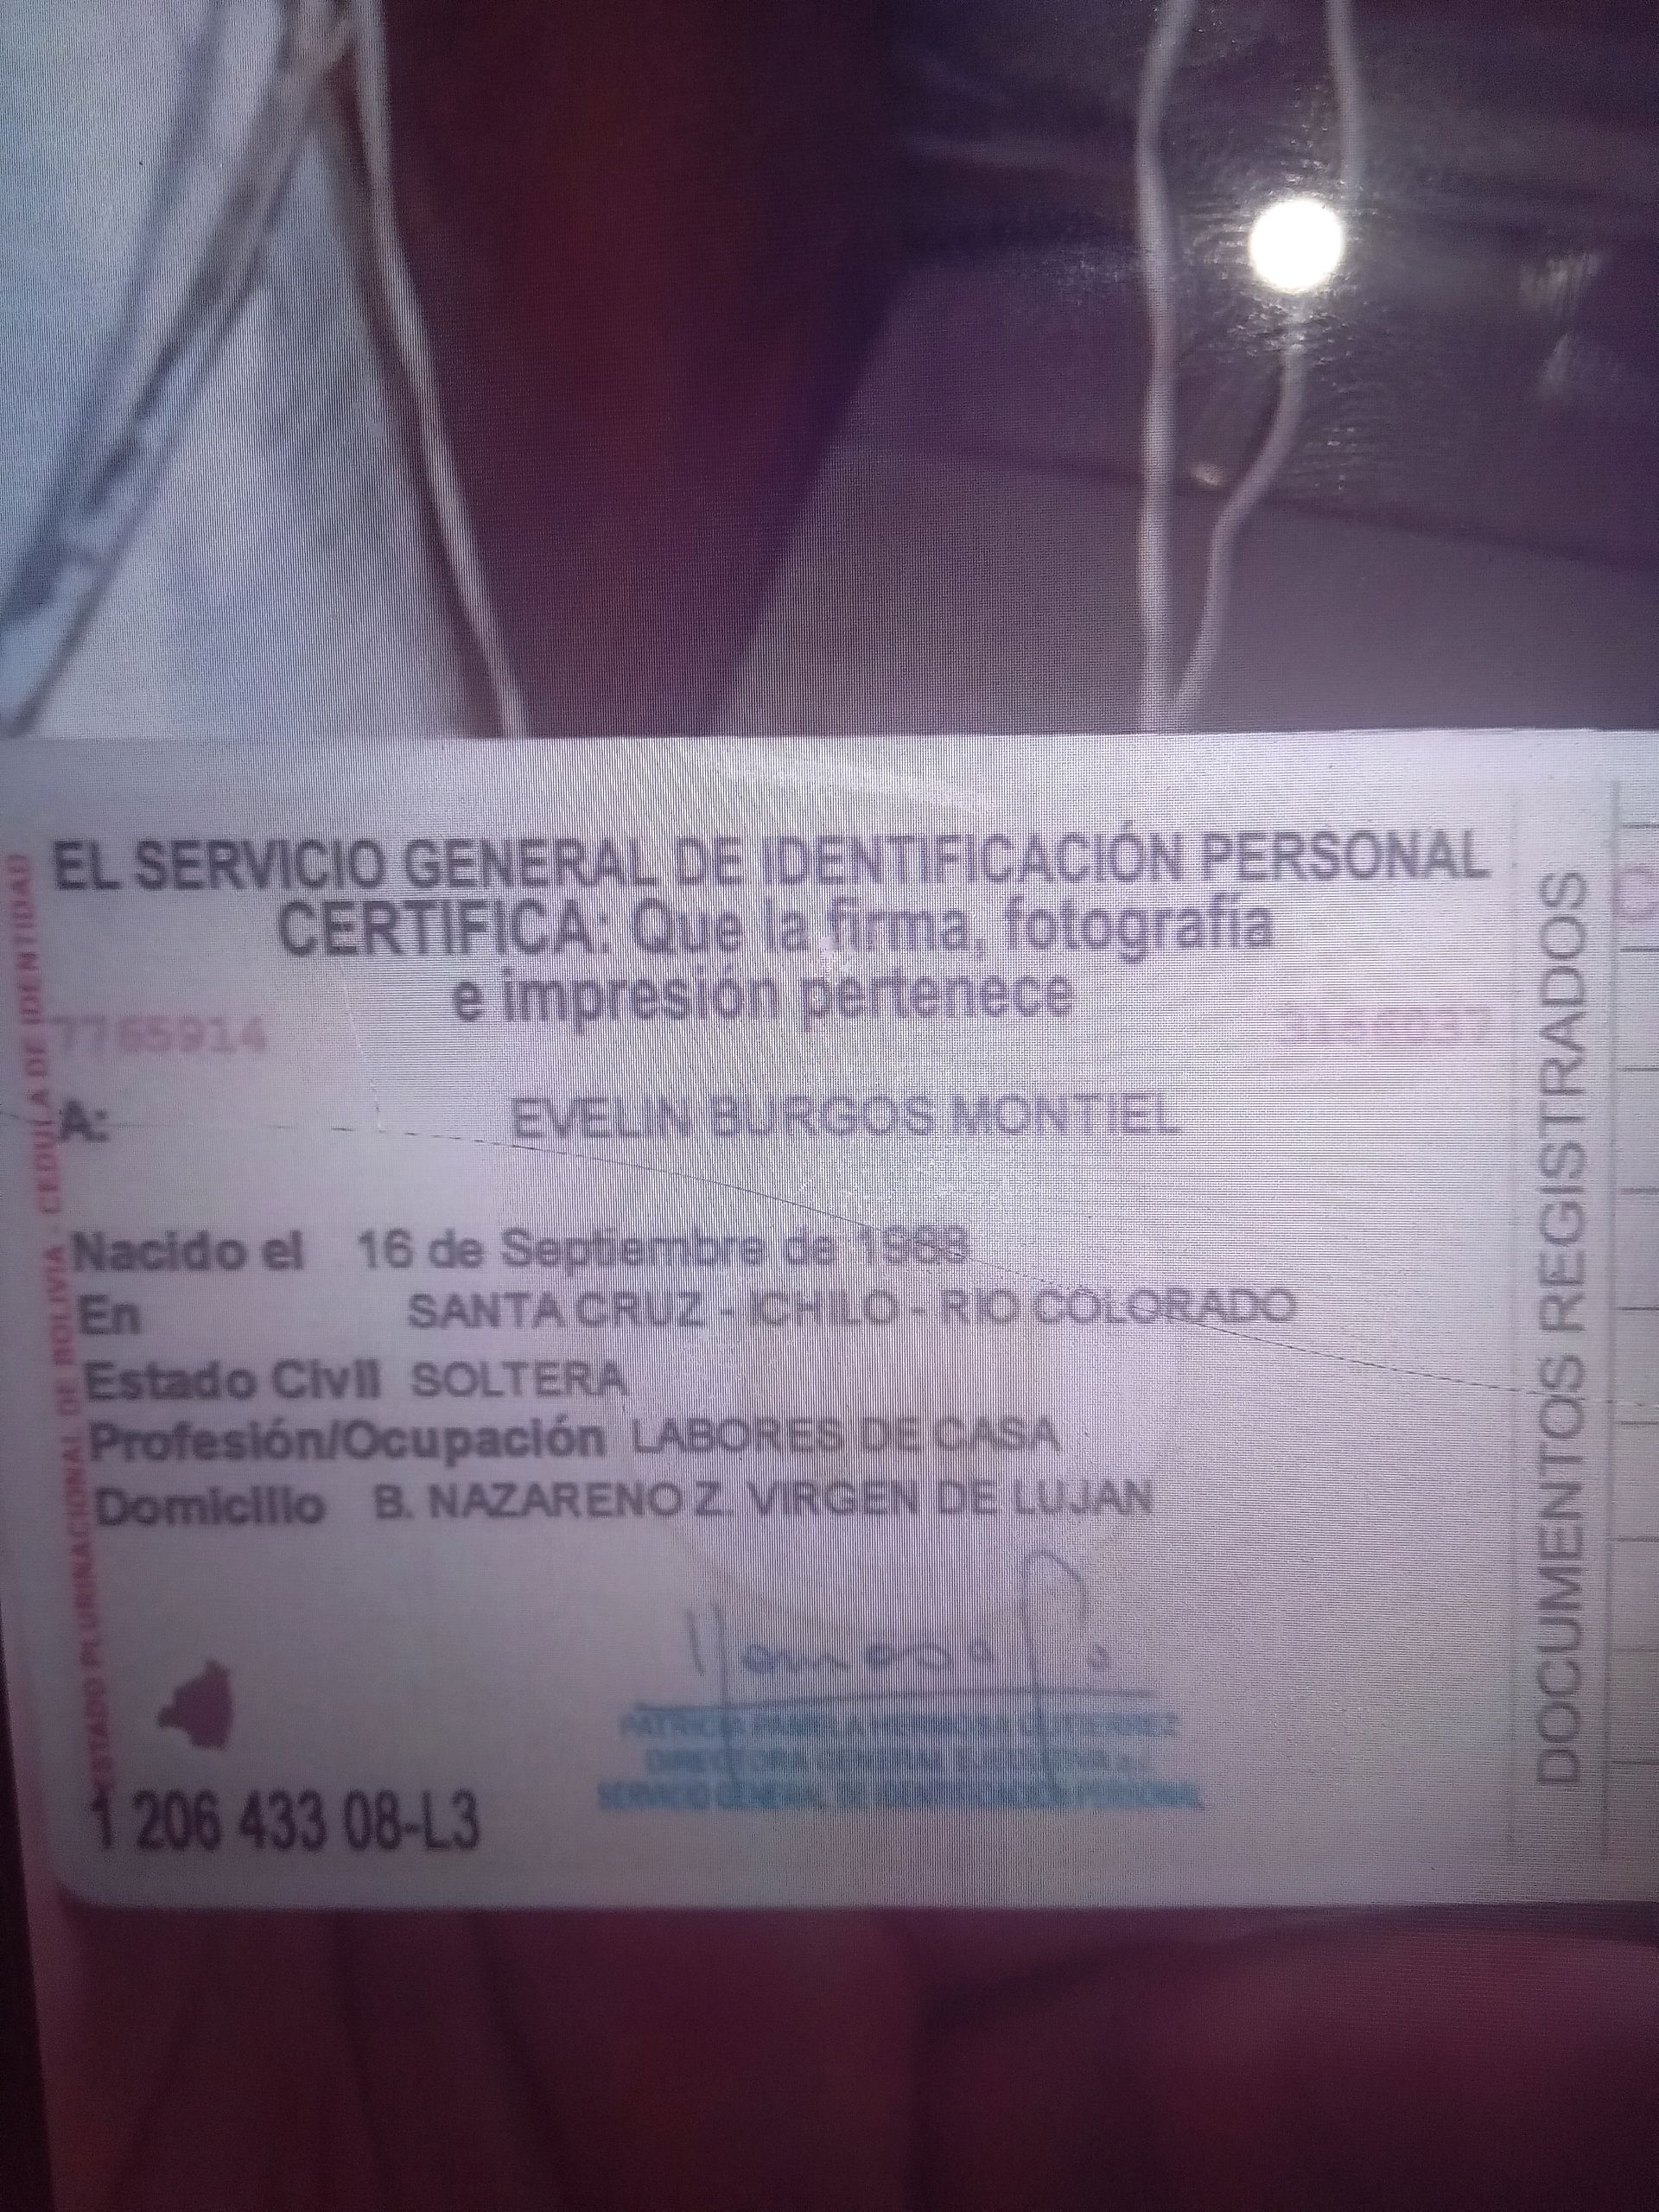 EL SERVICIO GENERAL DE IDENTIFICACIÓN PERSONAL
CERTIFICA: Que la firma, fotografía
e impresión pertenece
7765914
A: EVELIN BURGOS MONTIEL
Nacido el 16 de Septiembre de 1988
En SANTA CRUZ - ICHILO - RIO COLORADO
Estado Civil SOLTERA
Profesión/Ocupación LABORES DE CASA
Domicilio B. NAZARENO Z. VIRGEN DE LUJAN
PATRICIA PAMELA HERMOSA GUTIERREZ
DIRECTORA GENERAL EJECUTIVA
SERVICIO GENERAL DE IDENTIFICACION PERSONAL
1 206 433 08-L3
ESTADO PLURINACIONAL DE BOLIVIA - CEDULA DE IDENTIDAD
DOCUMENTOS REGISTRADOS